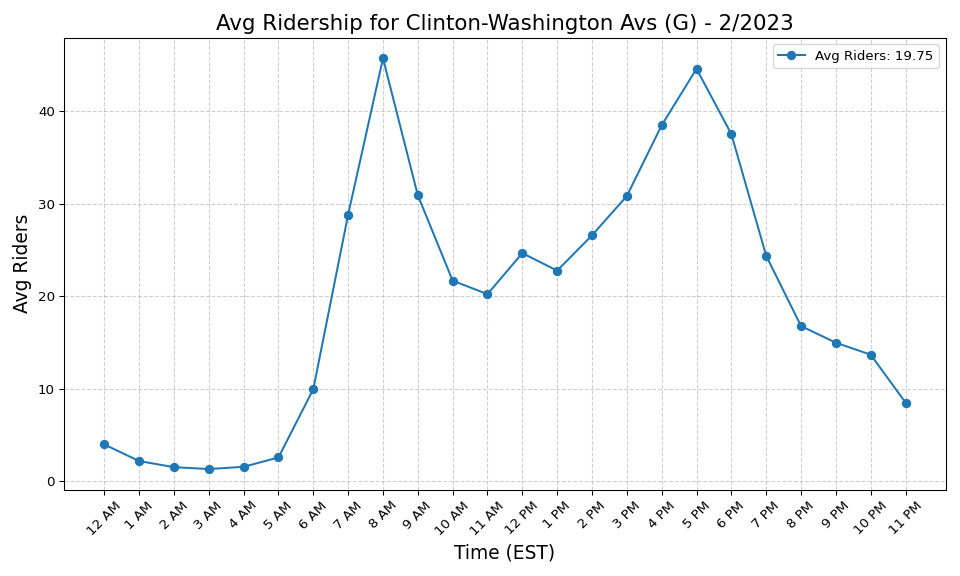 Avg Ridership for Clinton-Washington Avs (G) - 2/2023
Avg Riders: 19.75
Avg Riders
40
30
20
10
0
12 AM
1 AM
2 AM
3 AM
4 AM
5 AM
6 AM
7 AM
8 AM
9 AM
10 AM
11 AM
12 PM
1 PM
2 PM
3 PM
4 PM
5 PM
6 PM
7 PM
8 PM
9 PM
10 PM
11 PM
Time (EST)